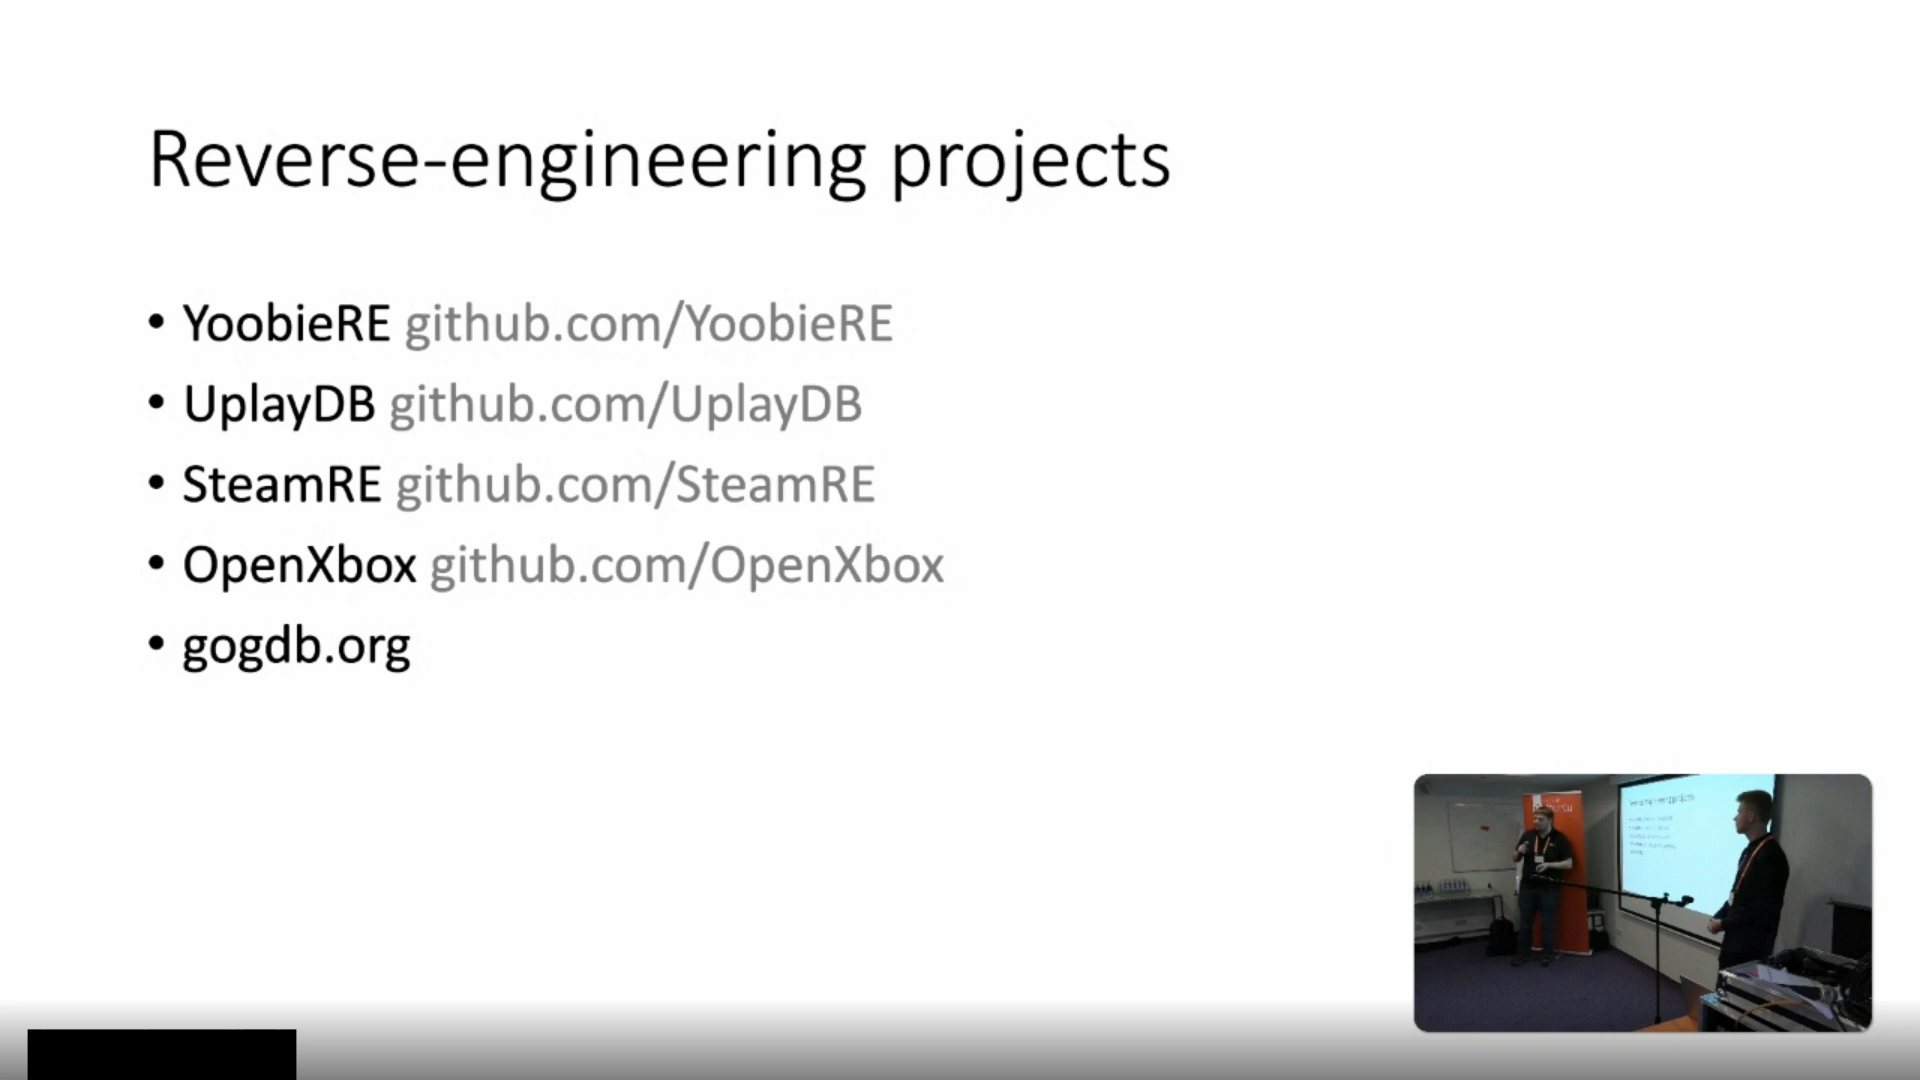 Reverse-engineering projects
• YoobieRE github.com/YoobieRE
• UplayDB github.com/UplayDB
• SteamRE github.com/SteamRE
• OpenXbox github.com/OpenXbox
• gogdb.org